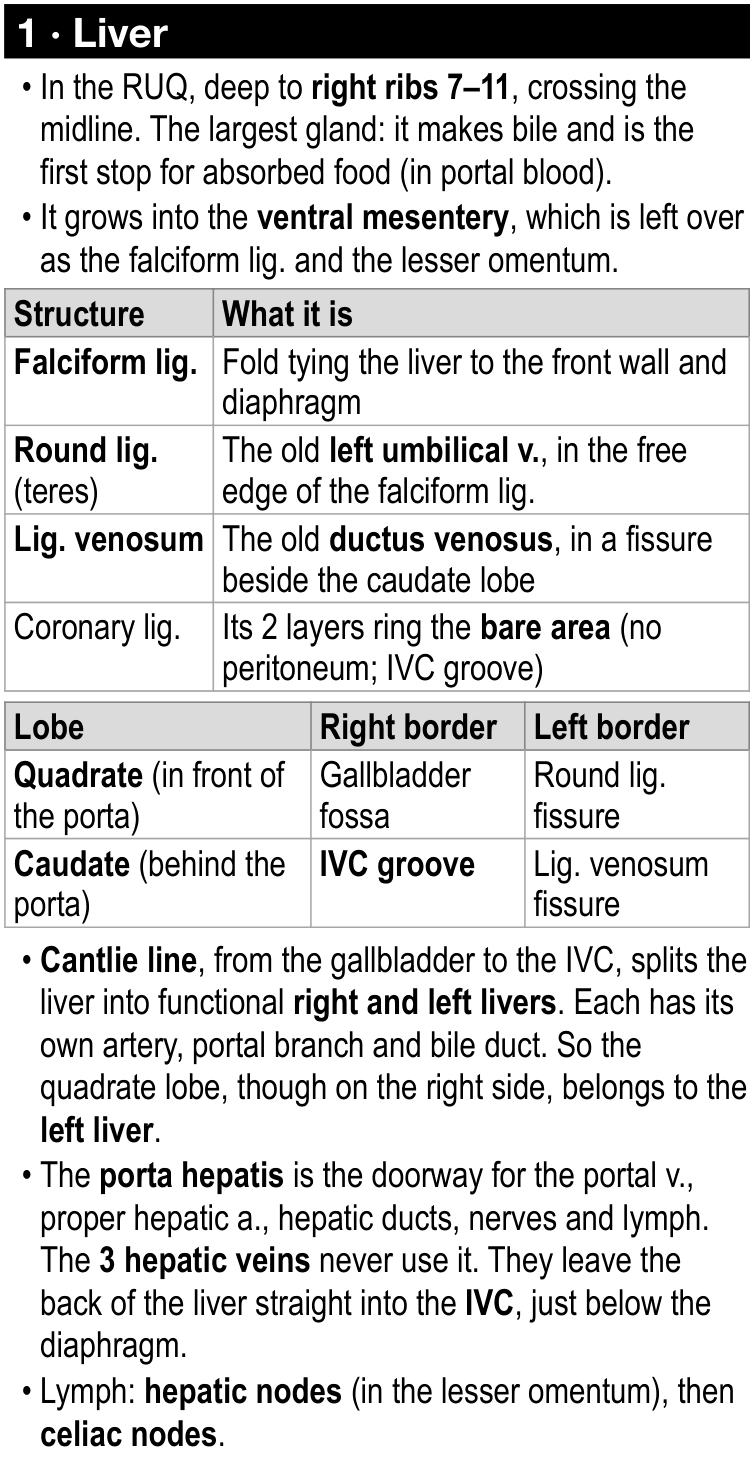 1 · Liver
• In the RUQ, deep to right ribs 7–11, crossing the
midline. The largest gland: it makes bile and is the
first stop for absorbed food (in portal blood).
• It grows into the ventral mesentery, which is left over
as the falciform lig. and the lesser omentum.
Structure What it is
Falciform lig. Fold tying the liver to the front wall and
diaphragm
Round lig. The old left umbilical v., in the free
(teres) edge of the falciform lig.
Lig. venosum The old ductus venosus, in a fissure
beside the caudate lobe
Coronary lig. Its 2 layers ring the bare area (no
peritoneum; IVC groove)
Lobe Right border Left border
Quadrate (in front of Gallbladder Round lig.
the porta) fossa fissure
Caudate (behind the IVC groove Lig. venosum
porta) fissure
• Cantlie line, from the gallbladder to the IVC, splits the
liver into functional right and left livers. Each has its
own artery, portal branch and bile duct. So the
quadrate lobe, though on the right side, belongs to the
left liver.
• The porta hepatis is the doorway for the portal v.,
proper hepatic a., hepatic ducts, nerves and lymph.
The 3 hepatic veins never use it. They leave the
back of the liver straight into the IVC, just below the
diaphragm.
• Lymph: hepatic nodes (in the lesser omentum), then
celiac nodes.